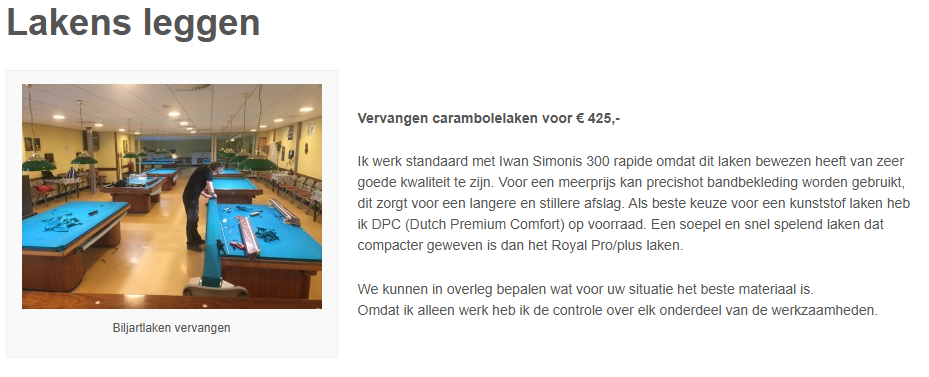 Lakens leggen
Vervangen carambolelaken voor € 425,-
Ik werk standaard met Iwan Simonis 300 rapide omdat dit laken bewezen heeft van zeer
goede kwaliteit te zijn. Voor een meerprijs kan precishot bandbekleding worden gebruikt,
dit zorgt voor een langere en stillere afslag. Als beste keuze voor een kunststof laken heb
ik DPC (Dutch Premium Comfort) op voorraad. Een soepel en snel spelend laken dat
compacter geweven is dan het Royal Pro/plus laken.
We kunnen in overleg bepalen wat voor uw situatie het beste materiaal is.
Omdat ik alleen werk heb ik de controle over elk onderdeel van de werkzaamheden.
Biljartlaken vervangen